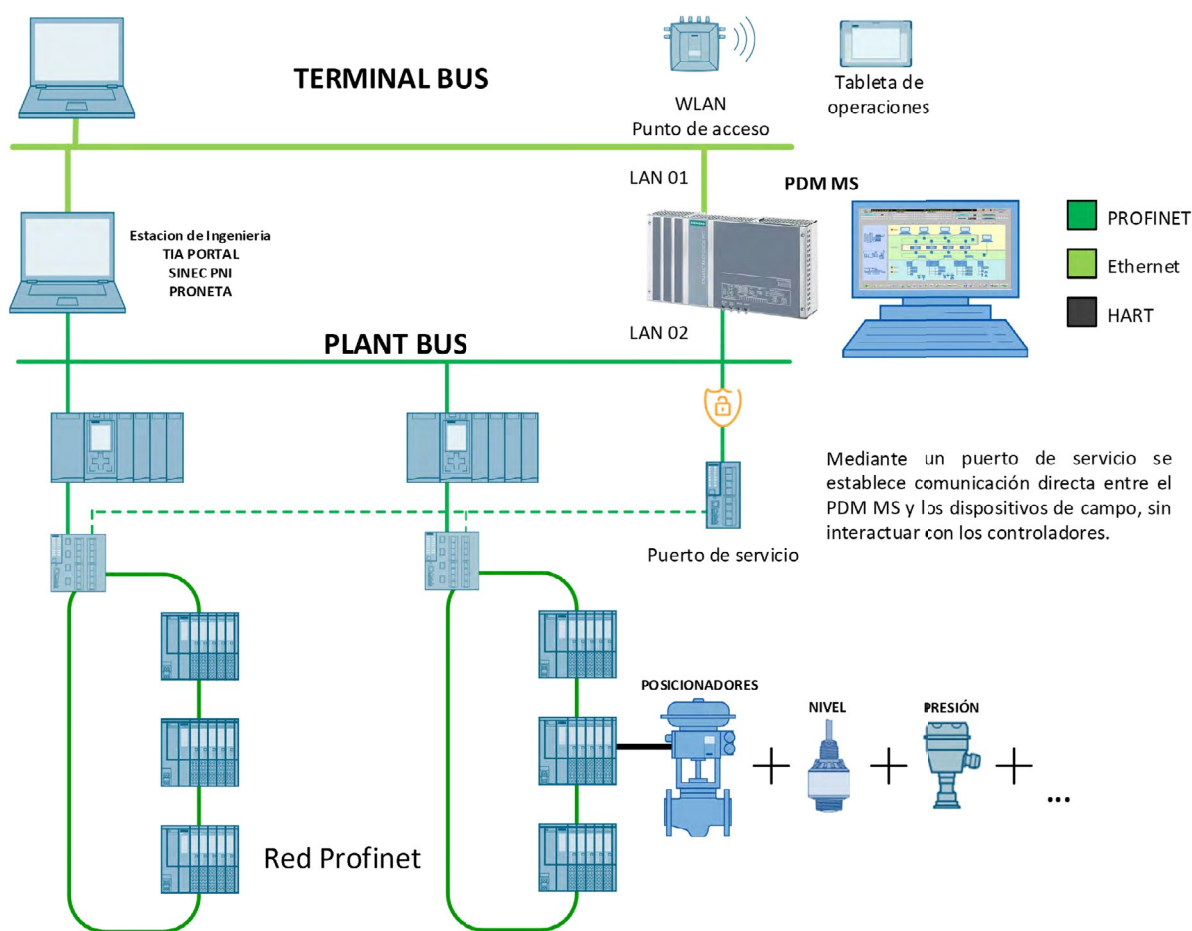 TERMINAL BUS
WLAN
Punto de acceso
Tableta de
operaciones
LAN 01
PDM MS
PROFINET
Ethernet
HART
Estacion de Ingenieria
TIA PORTAL
SINEC PNI
PRONETA
LAN 02
PLANT BUS
Mediante un puerto de servicio se
establece comunicación directa entre el
PDM MS y los dispositivos de campo, sin
interactuar con los controladores.
Puerto de servicio
POSICIONADORES
NIVEL
PRESIÓN
...
Red Profinet